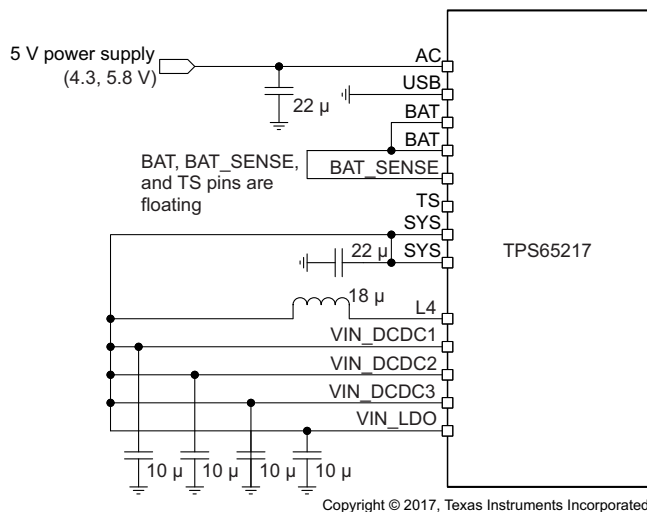 5 V power supply
(4.3, 5.8 V)
22 µ
AC
USB
BAT
BAT
BAT_SENSE
BAT, BAT_SENSE,
and TS pins are
floating
TS
SYS
22 µ
SYS
TPS65217
18 µ
L4
VIN_DCDC1
VIN_DCDC2
VIN_DCDC3
VIN_LDO
10 µ
10 µ
10 µ
10 µ
Copyright © 2017, Texas Instruments Incorporated